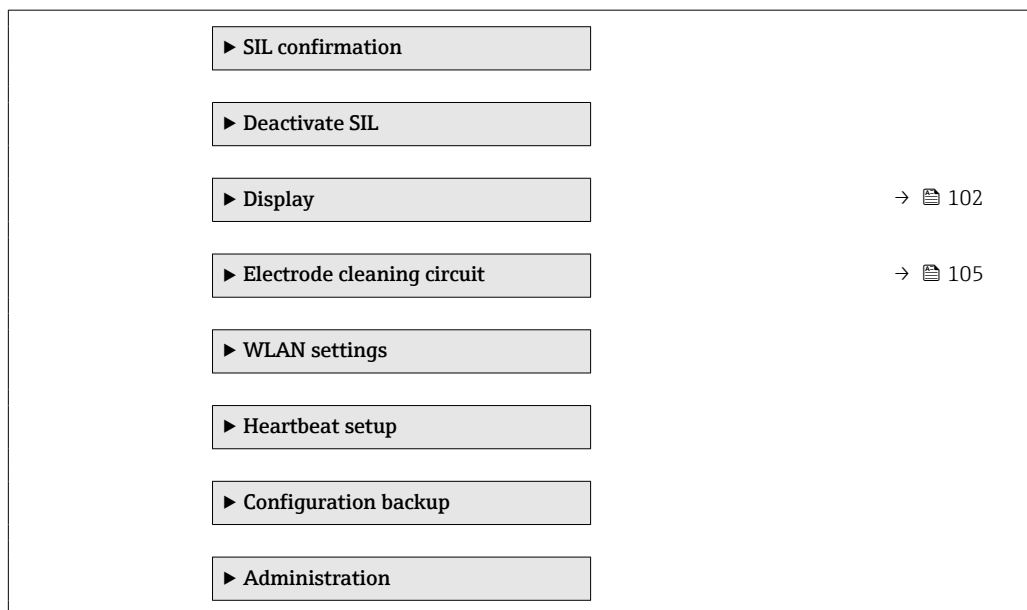 ▶ SIL confirmation
▶ Deactivate SIL
▶ Display → 102
▶ Electrode cleaning circuit → 105
▶ WLAN settings
▶ Heartbeat setup
▶ Configuration backup
▶ Administration